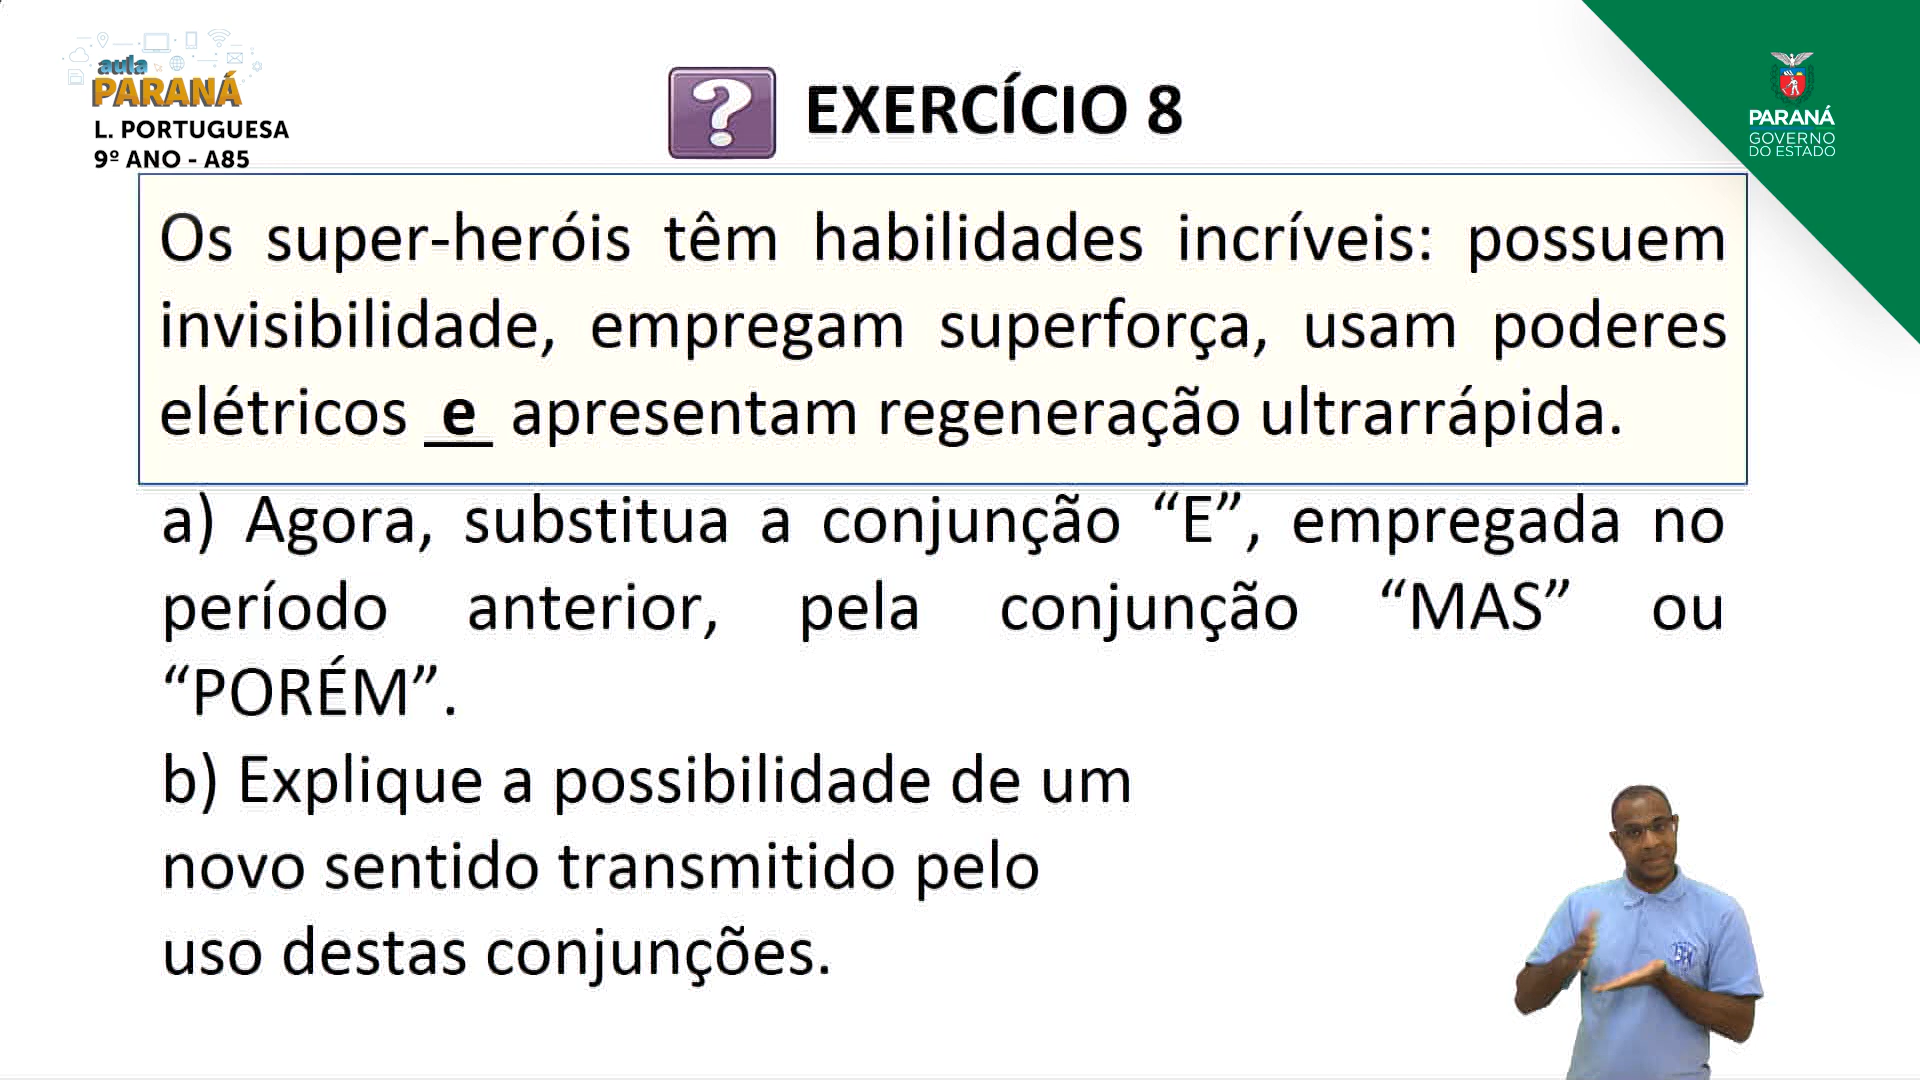 aula
PARANÁ
L. PORTUGUESA
9º ANO - A85
EXERCÍCIO 8
PARANÁ
GOVERNO
DO ESTADO
Os super-heróis têm habilidades incríveis: possuem
invisibilidade, empregam superforça, usam poderes
elétricos e apresentam regeneração ultrarrápida.
a) Agora, substitua a conjunção “E”, empregada no
período anterior, pela conjunção “MAS” ou
“PORÉM”.
b) Explique a possibilidade de um
novo sentido transmitido pelo
uso destas conjunções.